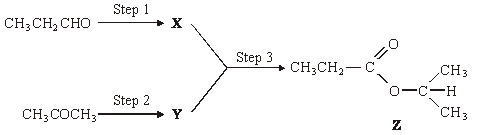 Step 1
CH₃CH₂CHO X
Step 3
O
CH₃CH₂ C
CH₃
O C H
CH₃
Step 2
CH₃COCH₃ Y
Z